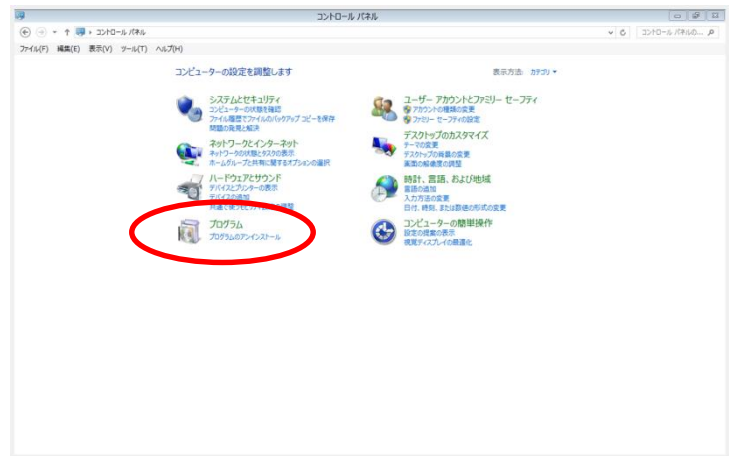 コントロール パネル
コントロール パネル
コントロール パネルの...
ファイル(F) 編集(E) 表示(V) ツール(T) ヘルプ(H)
コンピューターの設定を調整します
表示方法: カテゴリ
システムとセキュリティ
コンピューターの状態を確認
ファイル履歴でファイルのバックアップ コピーを保存
問題の発見と解決
ネットワークとインターネット
ネットワークの状態とタスクの表示
ホームグループと共有に関するオプションの選択
ハードウェアとサウンド
デバイスとプリンターの表示
デバイスの追加
プログラム
プログラムのアンインストール
ユーザー アカウントとファミリー セーフティ
アカウントの種類の変更
ファミリー セーフティの設定
デスクトップのカスタマイズ
テーマの変更
デスクトップの背景の変更
画面の解像度の調整
時計、言語、および地域
言語の追加
入力方法の変更
日付、時刻、または数値の形式の変更
コンピューターの簡単操作
設定の提案の表示
視覚ディスプレイの最適化